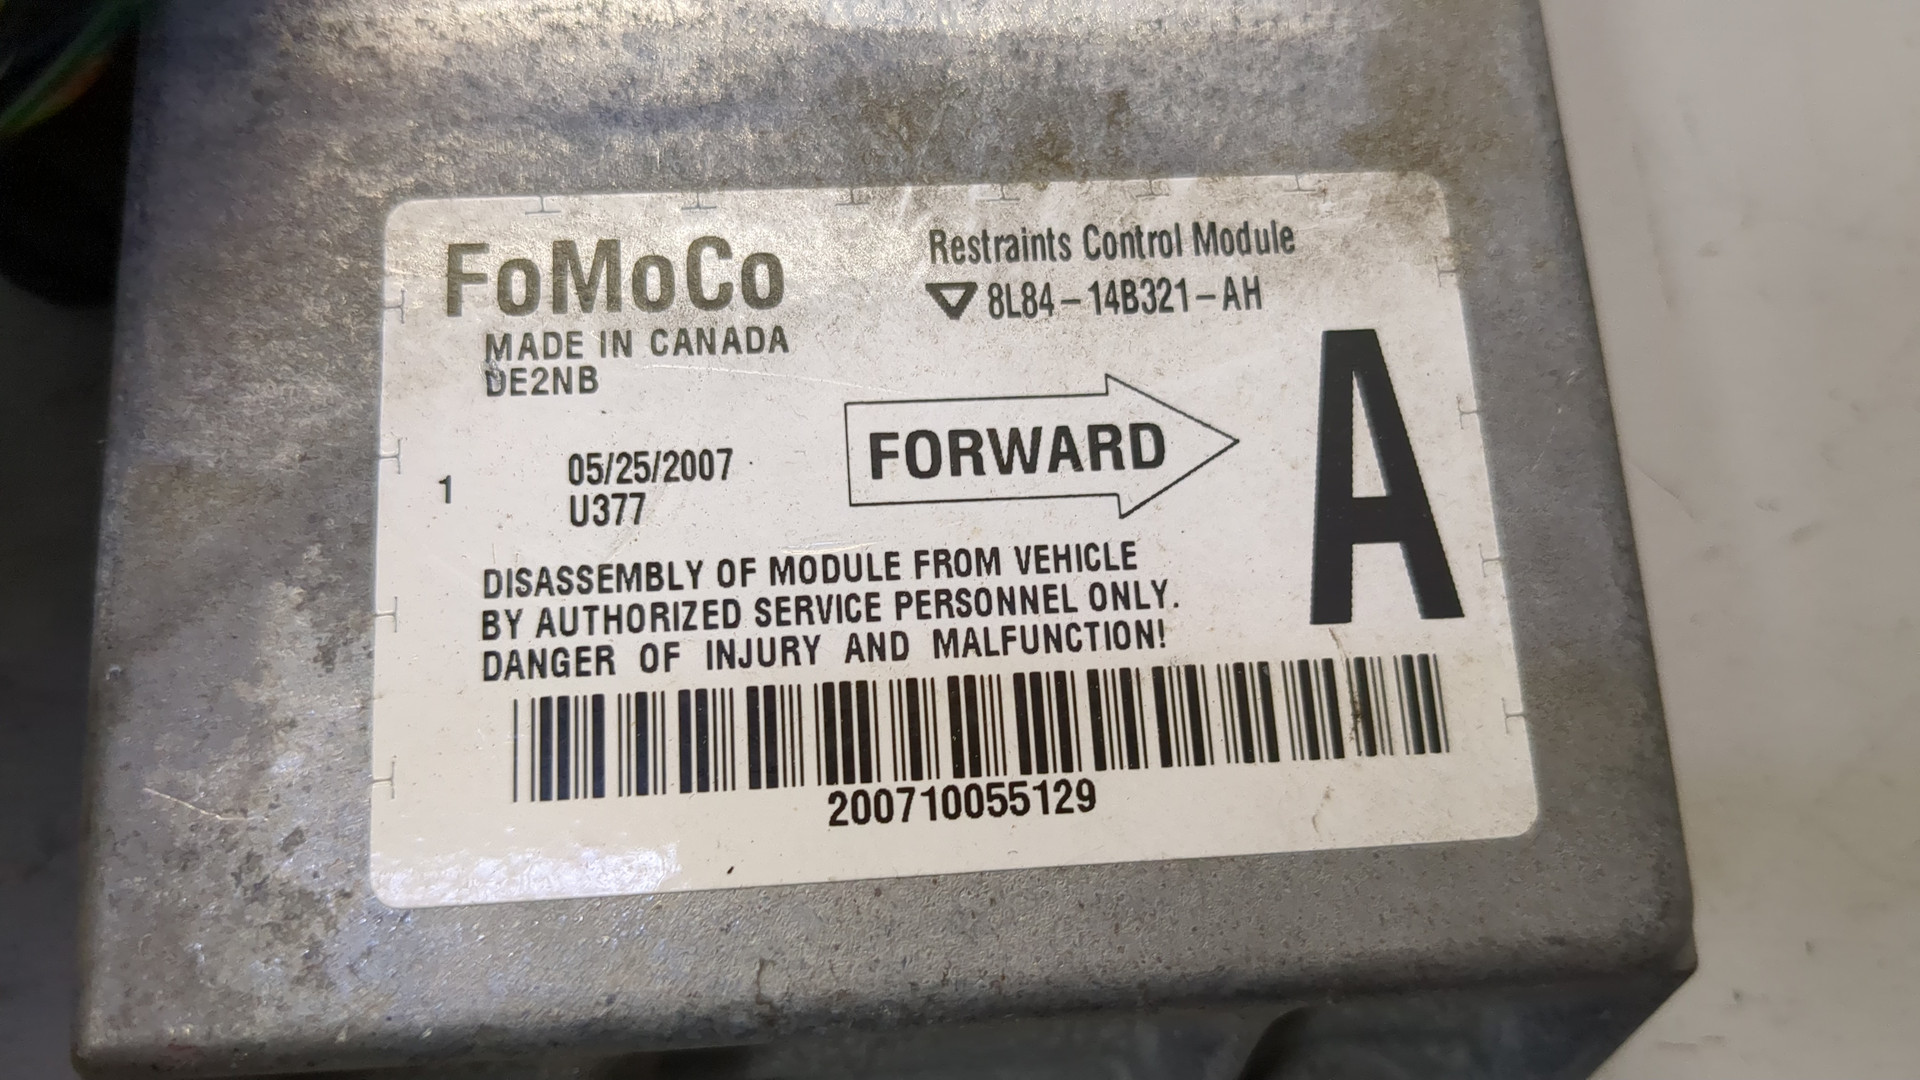 FoMoCo
MADE IN CANADA
DE2NB
Restraints Control Module
8L84-14B321-AH
A
FORWARD
1
05/25/2007
U377
DISASSEMBLY OF MODULE FROM VEHICLE
BY AUTHORIZED SERVICE PERSONNEL ONLY.
DANGER OF INJURY AND MALFUNCTION!
200710055129